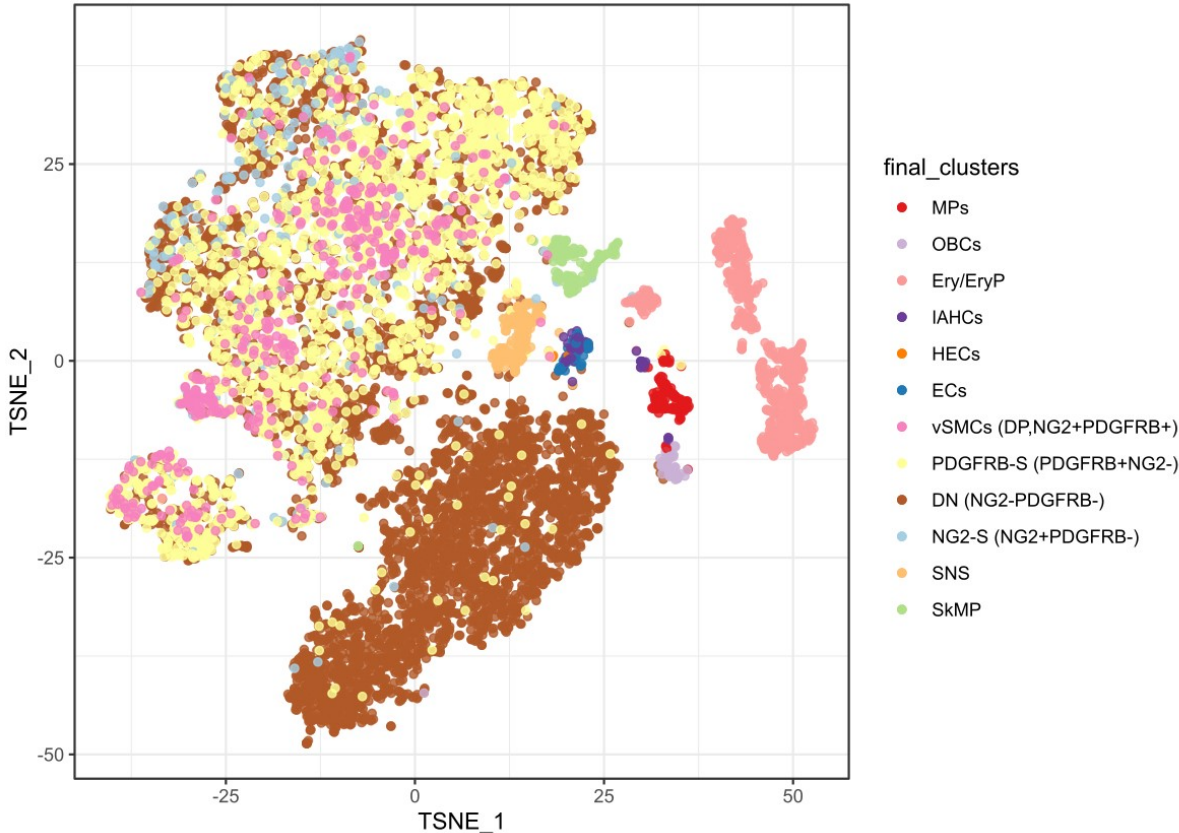 TSNE_2
25
0
-25
-50
-25
0
25
50
TSNE_1
final_clusters
MPs
OBCs
Ery/EryP
IAHCs
HECs
ECs
vSMCs (DP,NG2+PDGFRB+)
PDGFRB-S (PDGFRB+NG2-)
DN (NG2-PDGFRB-)
NG2-S (NG2+PDGFRB-)
SNS
SkMP